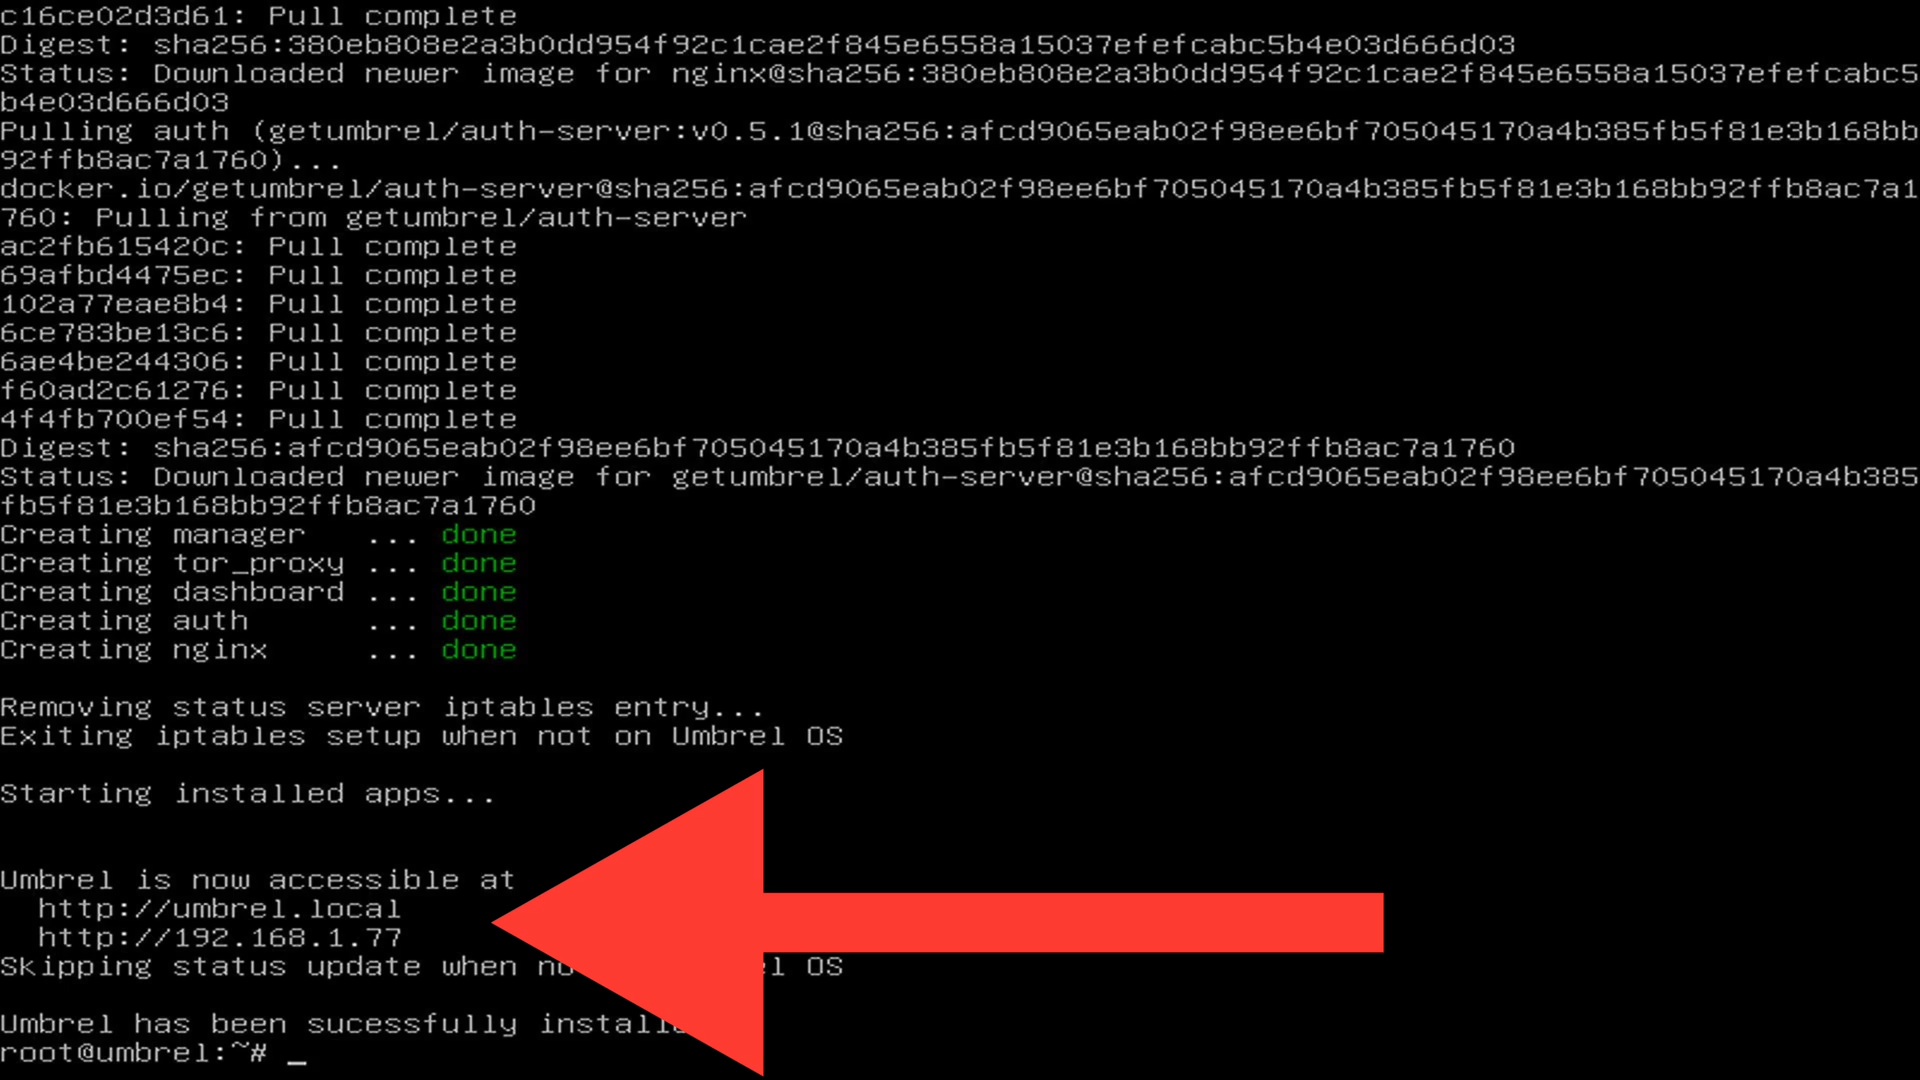 c16ce02d3d61: Pull complete
Digest: sha256:380eb808e2a3b0dd954f92c1cae2f845e6558a15037efefcabc5b4e03d666d03
Status: Downloaded newer image for nginx@sha256:380eb808e2a3b0dd954f92c1cae2f845e6558a15037efefcabc5
b4e03d666d03
Pulling auth (getumbrel/auth-server:v0.5.1@sha256:afcd9065eab02f98ee6bf705045170a4b385fb5f81e3b168bb
92ffb8ac7a1760)...
docker.io/getumbrel/auth-server@sha256:afcd9065eab02f98ee6bf705045170a4b385fb5f81e3b168bb92ffb8ac7a1
760: Pulling from getumbrel/auth-server
ac2fb615420c: Pull complete
69afbd4475ec: Pull complete
102a77eae8b4: Pull complete
6ce783be13c6: Pull complete
6ae4be244306: Pull complete
f60ad2c61276: Pull complete
4f4fb700ef54: Pull complete
Digest: sha256:afcd9065eab02f98ee6bf705045170a4b385fb5f81e3b168bb92ffb8ac7a1760
Status: Downloaded newer image for getumbrel/auth-server@sha256:afcd9065eab02f98ee6bf705045170a4b385
fb5f81e3b168bb92ffb8ac7a1760
Creating manager ... done
Creating tor_proxy ... done
Creating dashboard ... done
Creating auth ... done
Creating nginx ... done
Removing status server iptables entry...
Exiting iptables setup when not on Umbrel OS
Starting installed apps...
Umbrel is now accessible at
http://umbrel.local
http://192.168.1.77
Skipping status update when OS
Umbrel has been sucessfully
root@umbrel:~# _